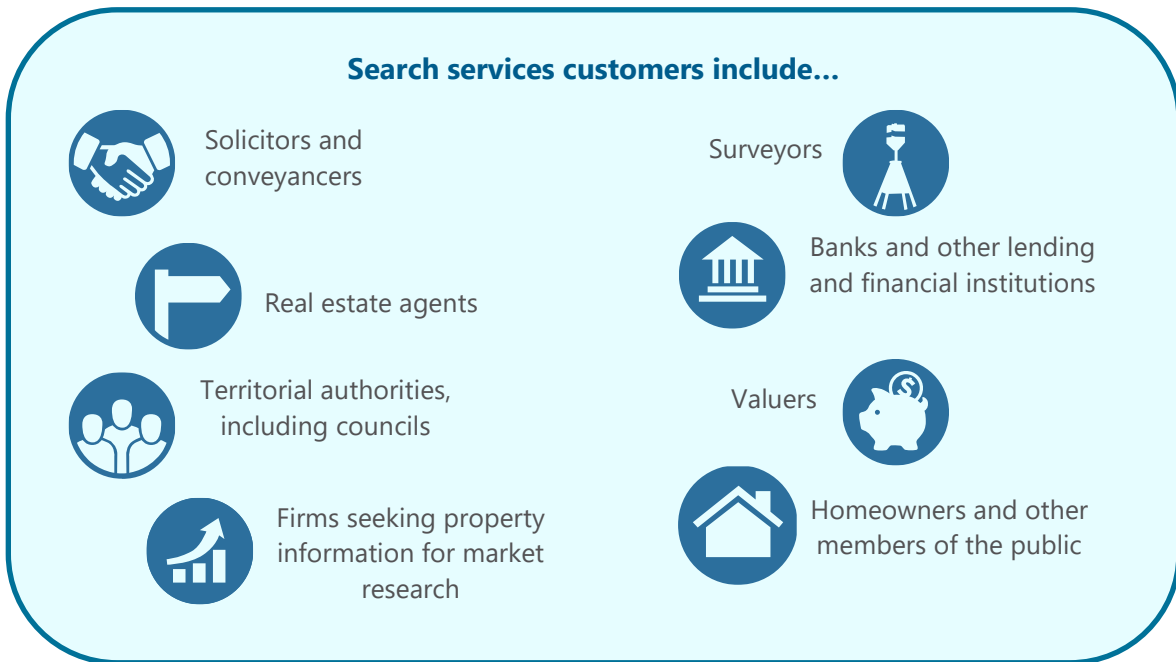 Search services customers include…
Solicitors and
conveyancers
Real estate agents
Territorial authorities,
including councils
Firms seeking property
information for market
research
Surveyors
Banks and other lending
and financial institutions
Valuers
$
Homeowners and other
members of the public